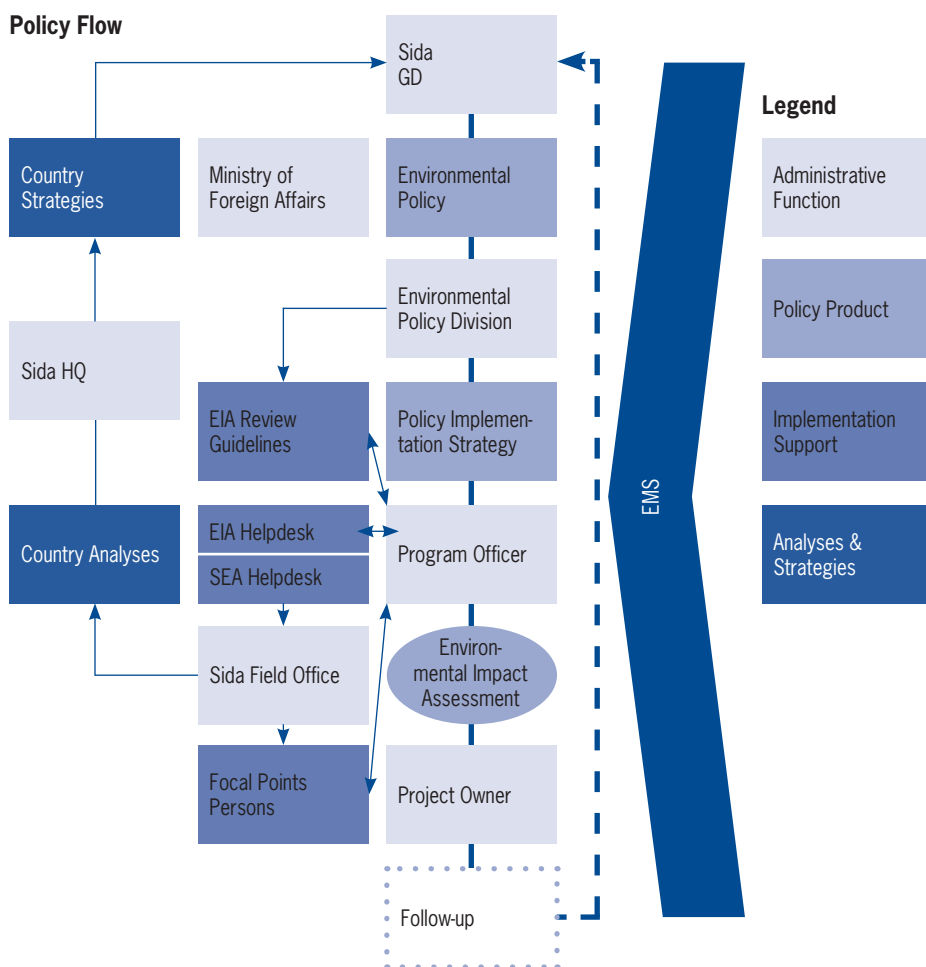 Policy Flow
Sida
GD
Legend
Country
Strategies
Ministry of
Foreign Affairs
Environmental
Policy
Administrative
Function
Environmental
Policy Division
Policy Product
Sida HQ
EIA Review
Guidelines
Policy Implemen-
tation Strategy
Implementation
Support
EMS
Country Analyses
EIA Helpdesk
SEA Helpdesk
Program Officer
Analyses &
Strategies
Sida Field Office
Environ-
mental Impact
Assessment
Focal Points
Persons
Project Owner
Follow-up